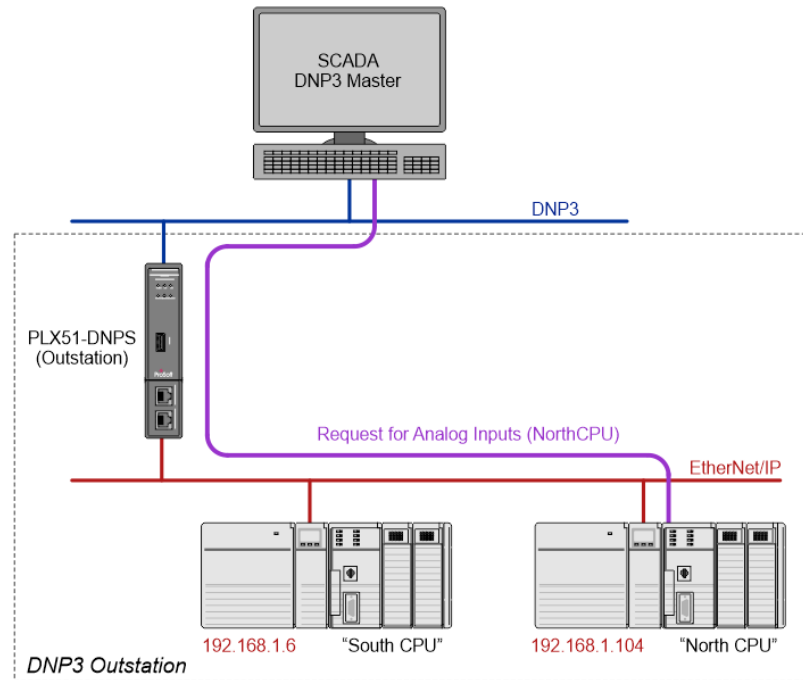 SCADA
DNP3 Master
DNP3
PLX51-DNPS
(Outstation)
ProSoft
Request for Analog Inputs (NorthCPU)
EtherNet/IP
192.168.1.6
“South CPU”
192.168.1.104
“North CPU”
DNP3 Outstation